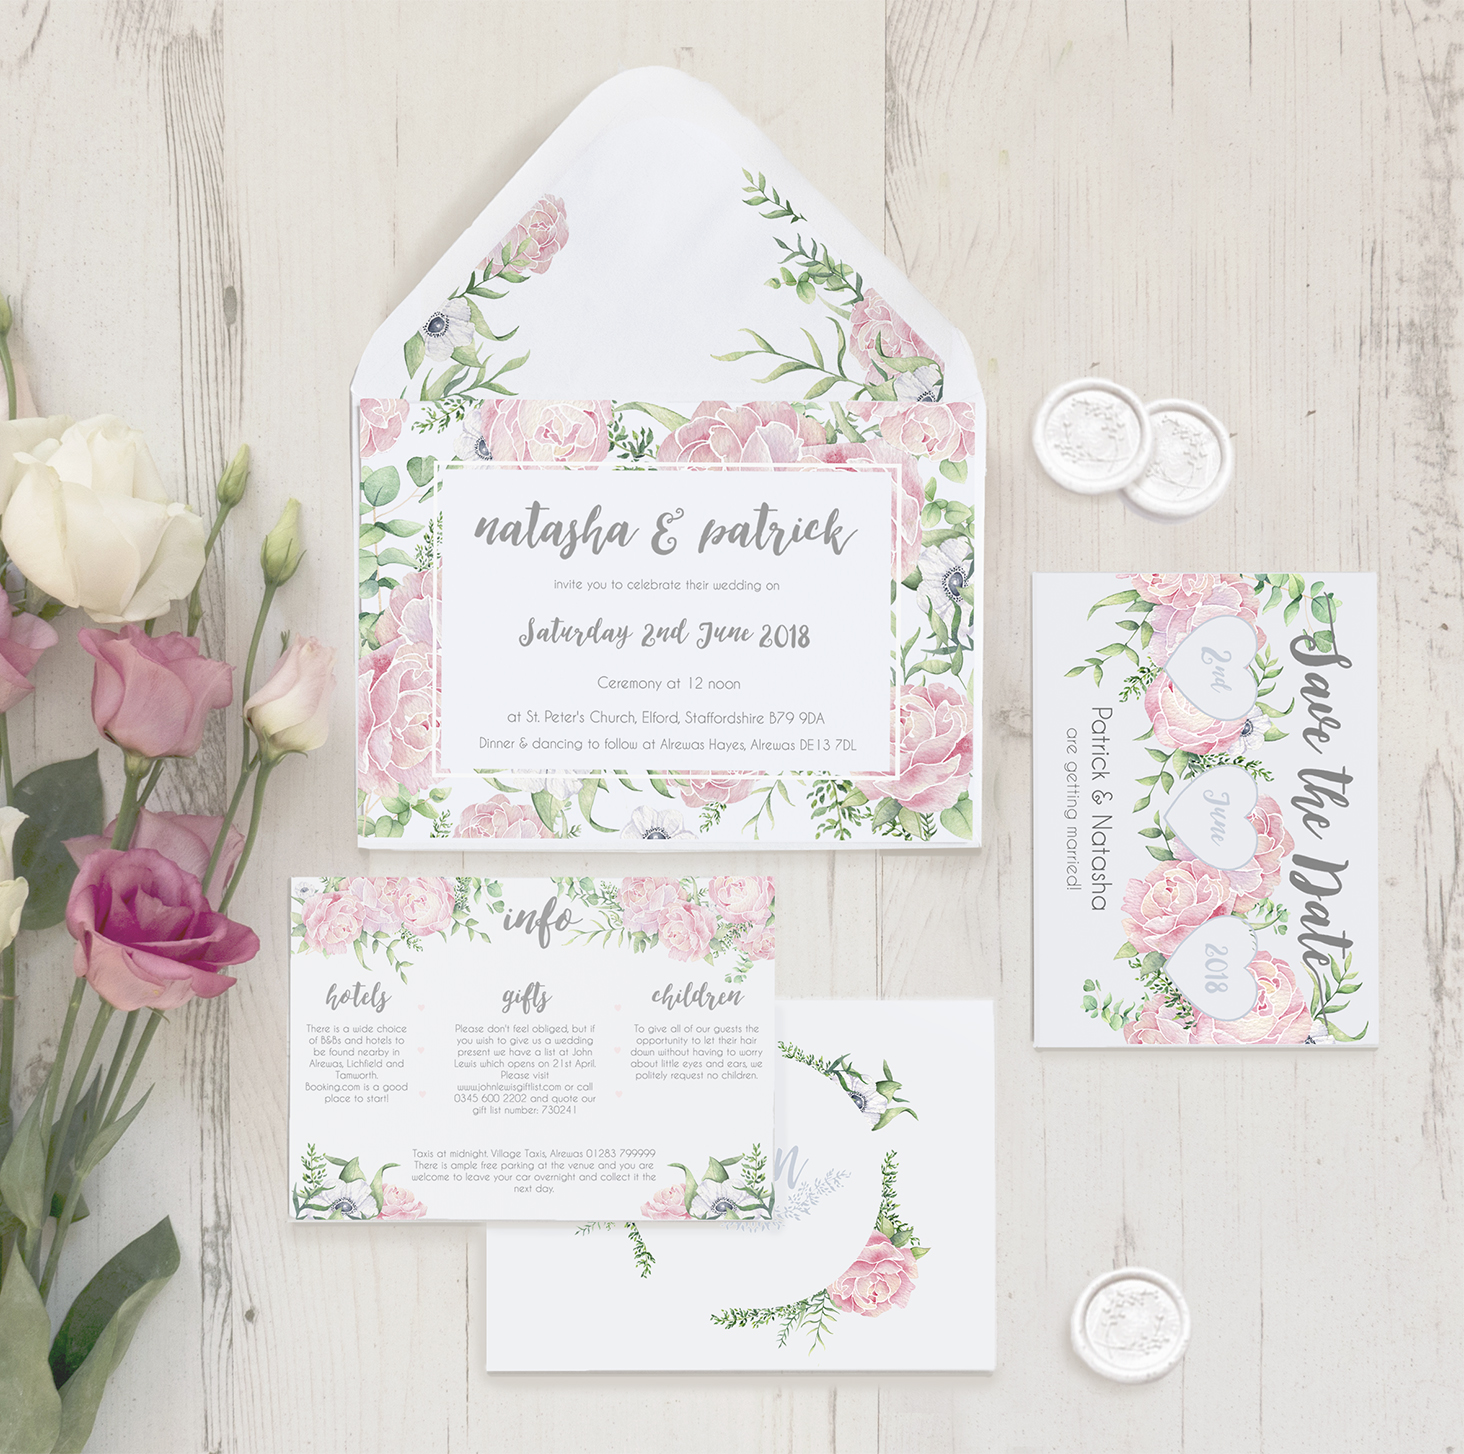 natasha & patrick
invite you to celebrate their wedding on
Saturday 2nd June 2018
Ceremony at 12 noon
at St. Peter's Church, Elford, Staffordshire B79 9DA
Dinner & dancing to follow at Alrewas Hayes, Alrewas DE13 7DL
Save the Date
2nd
June
2018
Patrick & Natasha
are getting married!
info
hotels
There is a wide choice
of B&Bs and hotels to
be found nearby in
Alrewas, Lichfield and
Tamworth.
Booking.com is a good
place to start!
gifts
Please don't feel obliged, but if
you wish to give us a wedding
present we have a list at John
Lewis which opens on 21st April.
Please visit
www.johnlewisgiftlist.com or call
0345 600 2202 and quote our
gift list number: 730241
children
To give all of our guests the
opportunity to let their hair
down without having to worry
about little eyes and ears, we
politely request no children.
Taxis at midnight: Village Taxis, Alrewas 01283 799999
There is ample free parking at the venue and you are
welcome to leave your car overnight and collect it the
next day.
n